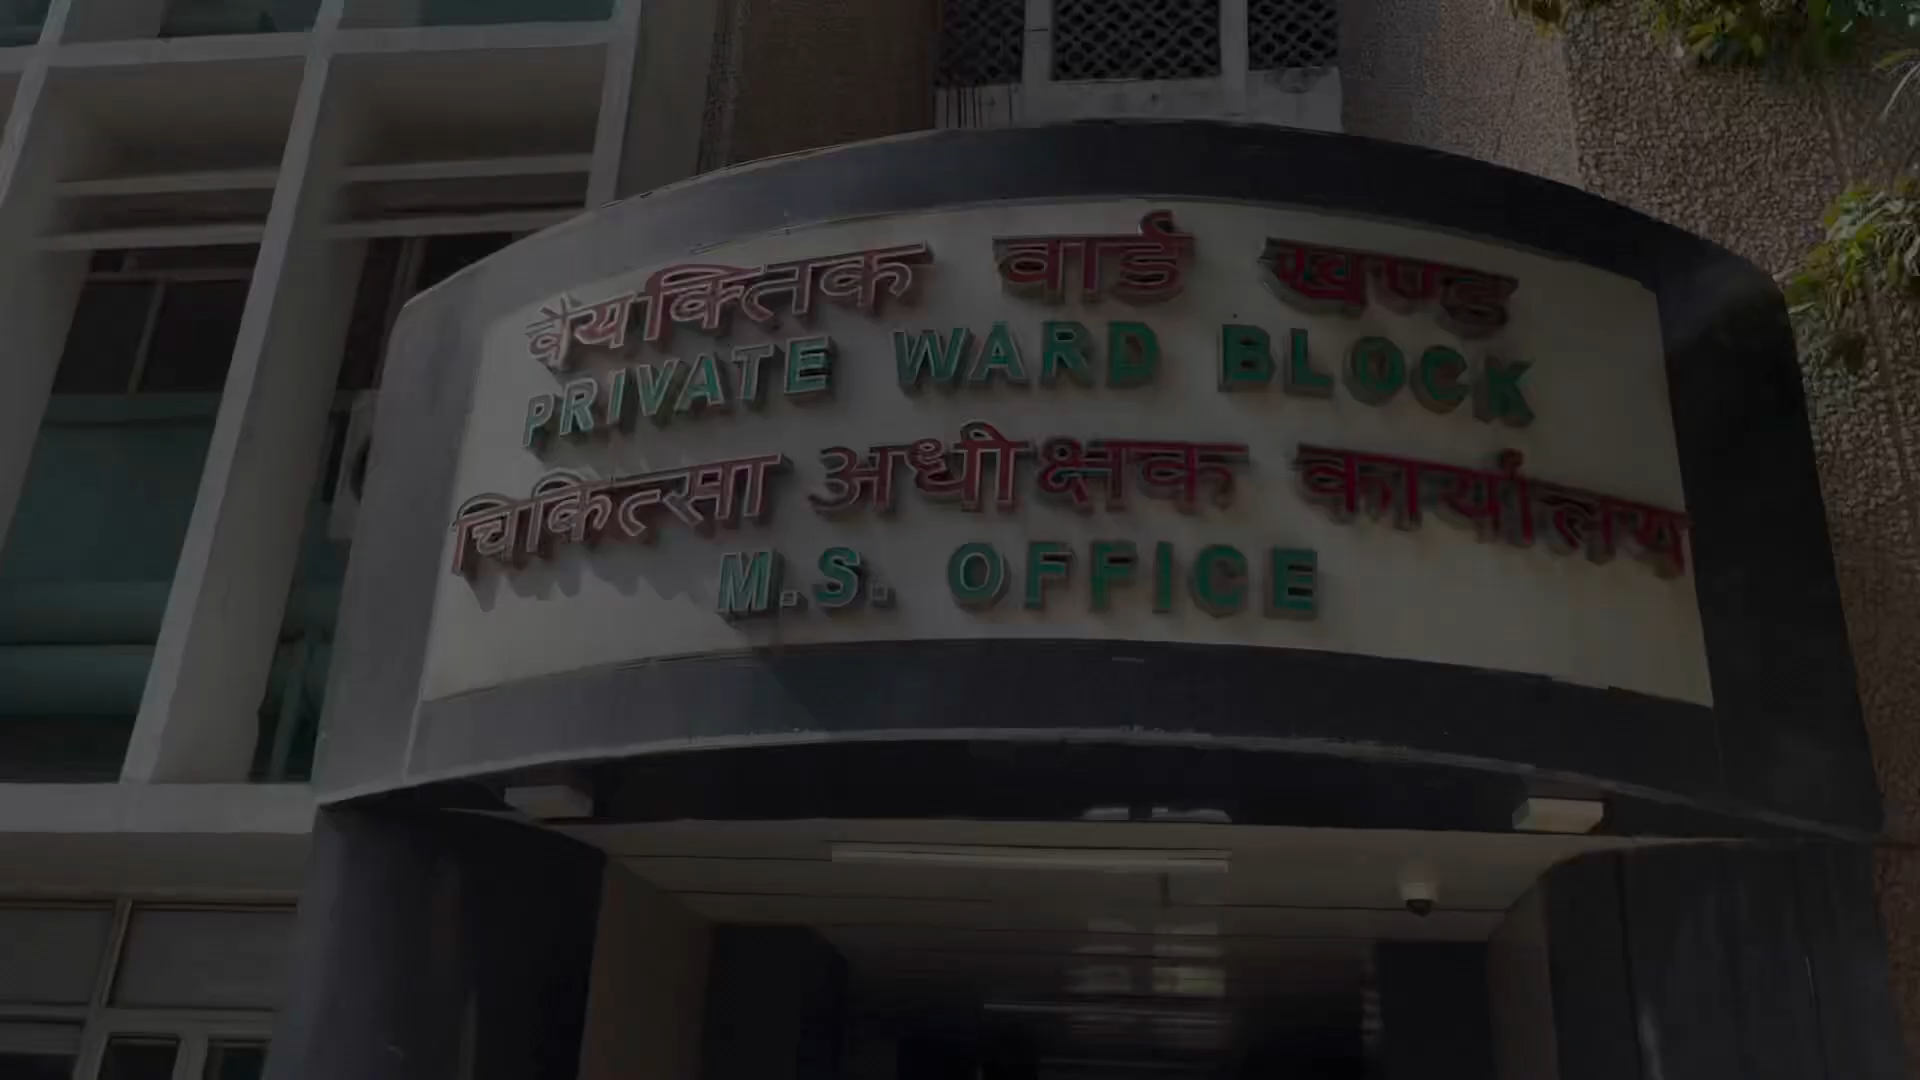 वैयक्तिक वार्ड खण्ड
PRIVATE WARD BLOCK
चिकित्सा अधीक्षक कार्यालय
M.S. OFFICE